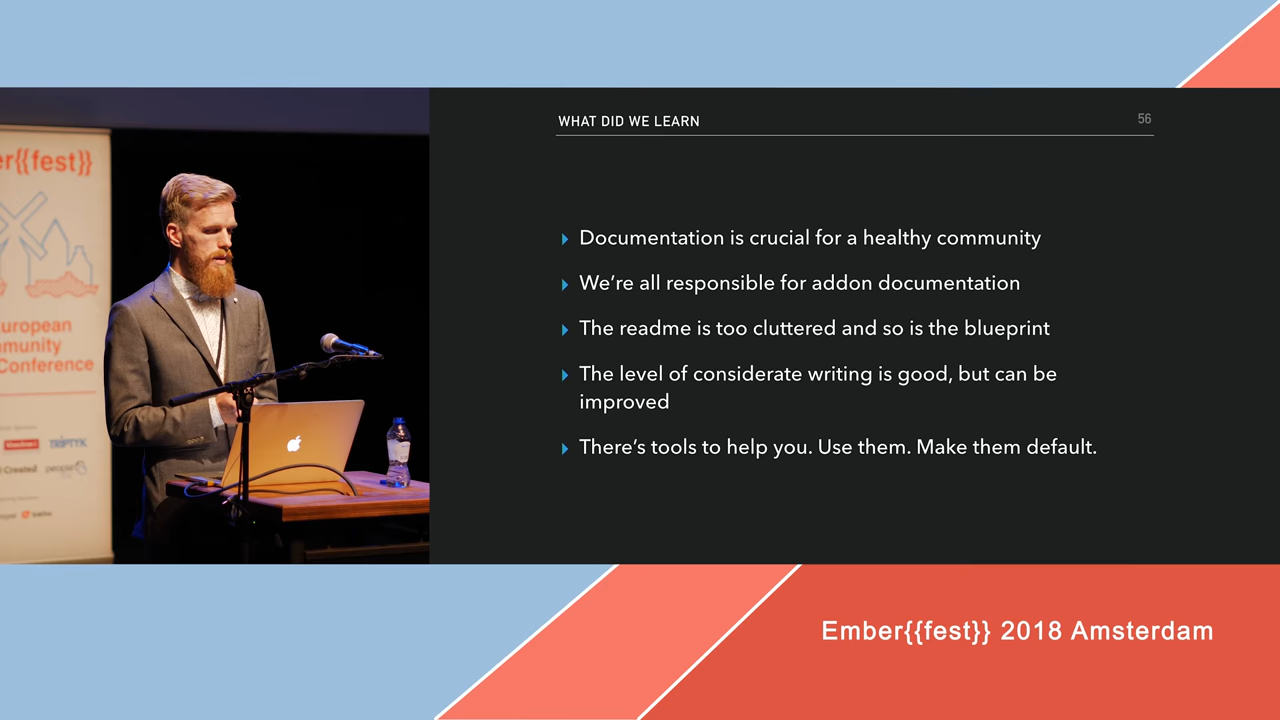 WHAT DID WE LEARN
56
Documentation is crucial for a healthy community
We're all responsible for addon documentation
The readme is too cluttered and so is the blueprint
The level of considerate writing is good, but can be
improved
There's tools to help you. Use them. Make them default.
er{{fest}}
uropean
munity
Conference
TRIPTYK
Created
people
Ember{{fest}} 2018 Amsterdam